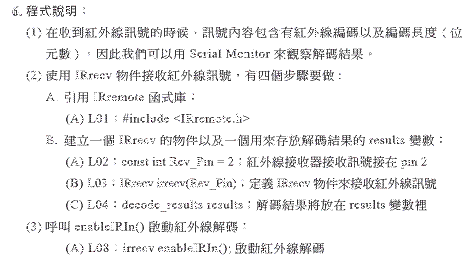 6. 程式說明：
(1) 在收到紅外線訊號的時候，訊號內容包含有紅外線編碼以及編碼長度（位
元數），因此我們可以用 Serial Monitor 來觀察解碼結果。
(2) 使用 IRrecv 物件接收紅外線訊號，有四個步驟要做：
A. 引用 IRremote 函式庫：
(A) L01：#include <IRremote.h>
B. 建立一個 IRrecv 的物件以及一個用來存放解碼結果的 results 變數：
(A) L02：const int Rcv_Pin = 2；紅外線接收器接收訊號接在 pin 2
(B) L03：IRrecv irrecv(Rcv_Pin)；定義 IRrecv 物件來接收紅外線訊號
(C) L04：decode_results results；解碼結果將放在 results 變數裡
(3) 呼叫 enableIRIn() 啟動紅外線解碼：
(A) L08：irrecv enableIRIn(); 啟動紅外線解碼